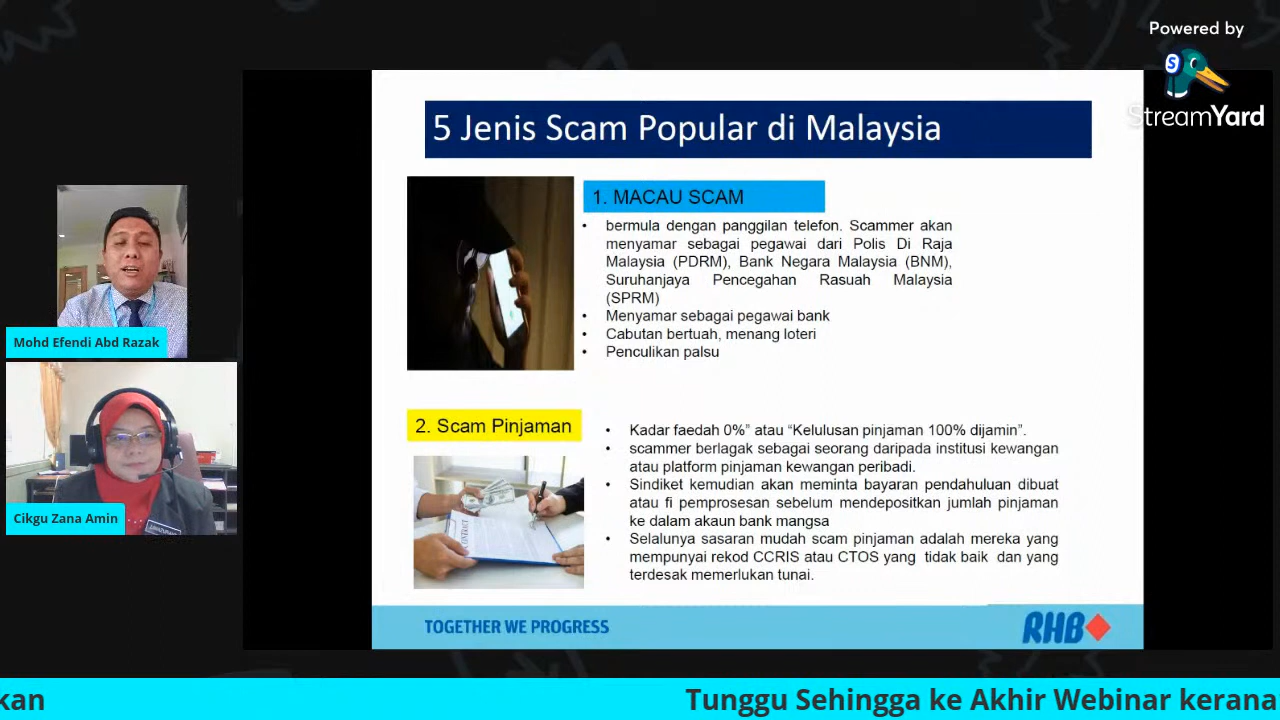 Powered by
StreamYard
5 Jenis Scam Popular di Malaysia
1. MACAU SCAM
• bermula dengan panggilan telefon. Scammer akan
menyamar sebagai pegawai dari Polis Di Raja
Malaysia (PDRM), Bank Negara Malaysia (BNM),
Suruhanjaya Pencegahan Rasuah Malaysia
(SPRM)
• Menyamar sebagai pegawai bank
• Cabutan bertuah, menang loteri
• Penculikan palsu
2. Scam Pinjaman
• Kadar faedah 0%” atau “Kelulusan pinjaman 100% dijamin”.
• scammer berlagak sebagai seorang daripada institusi kewangan
atau platform pinjaman kewangan peribadi.
• Sindiket kemudian akan meminta bayaran pendahuluan dibuat
atau fi pemprosesan sebelum mendepositkan jumlah pinjaman
ke dalam akaun bank mangsa
• Selalunya sasaran mudah scam pinjaman adalah mereka yang
mempunyai rekod CCRIS atau CTOS yang tidak baik dan yang
terdesak memerlukan tunai.
CONTRACT
TOGETHER WE PROGRESS
RHB
Mohd Efendi Abd Razak
Cikgu Zana Amin
kan
Tunggu Sehingga ke Akhir Webinar kerana